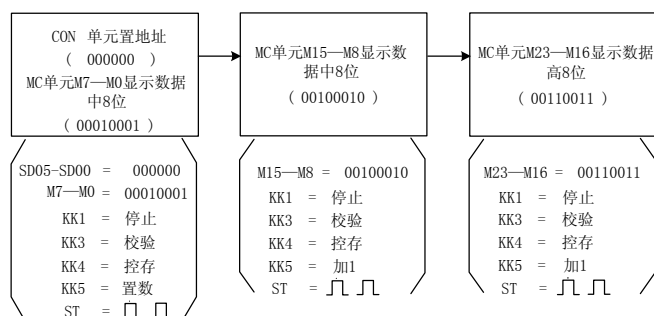 CON 单元置地址
( 000000 )
MC单元M7—M0显示数据
中8位
( 00010001 )
MC单元M15—M8显示数
据中8位
( 00100010 )
MC单元M23—M16显示数据
高8位
( 00110011 )
SD05-SD00 = 000000
M7—M0 = 00010001
KK1 = 停止
KK3 = 校验
KK4 = 控存
KK5 = 置数
ST =
M15—M8 = 00100010
KK1 = 停止
KK3 = 校验
KK4 = 控存
KK5 = 加1
ST =
M23—M16 = 00110011
KK1 = 停止
KK3 = 校验
KK4 = 控存
KK5 = 加1
ST =